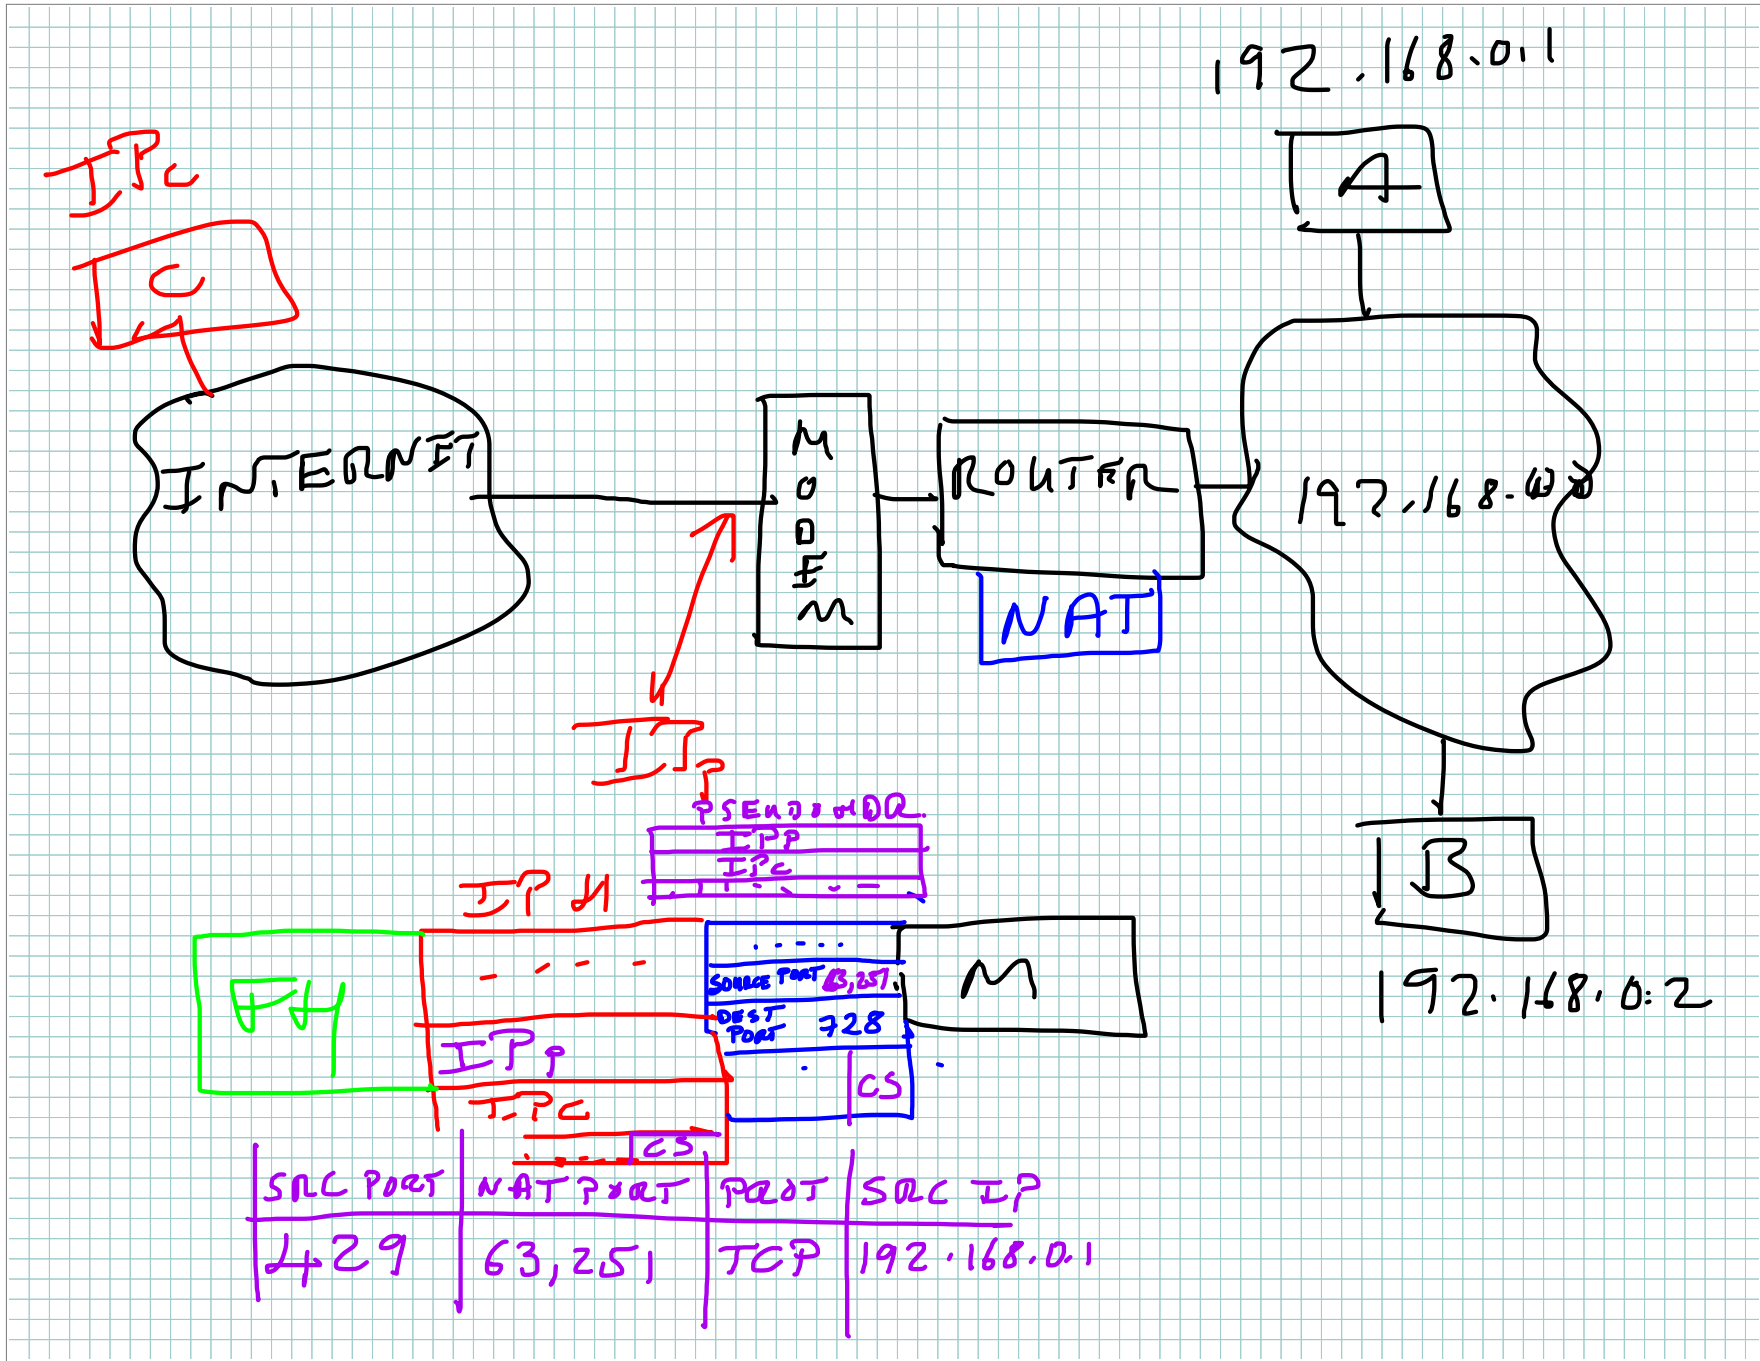 192.168.0.1
IPC
A
C
INTERNET
MODEM
ROUTER
NAT
IPP
PSEUDO HDR.
IPP
IPC
B
192.168.0.2
IP H
FH
SOURCE PORT 63,251
DEST PORT 728
M
IPP
CS
IPC
CS
SRC PORT NAT PORT PROT SRC IP
429 63,251 TCP 192.168.0.1